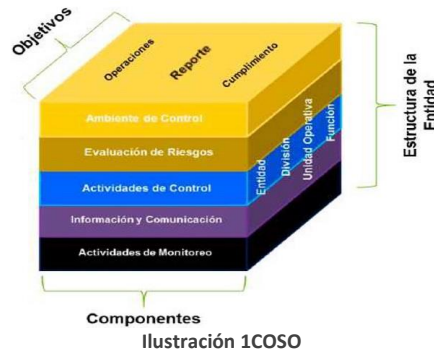 Objetivos
Operaciones
Reporte
Cumplimiento
Ambiente de Control
Evaluación de Riesgos
Actividades de Control
Información y Comunicación
Actividades de Monitoreo
Entidad
División
Unidad Operativa
Función
Estructura de la
Entidad
Componentes
Ilustración 1COSO